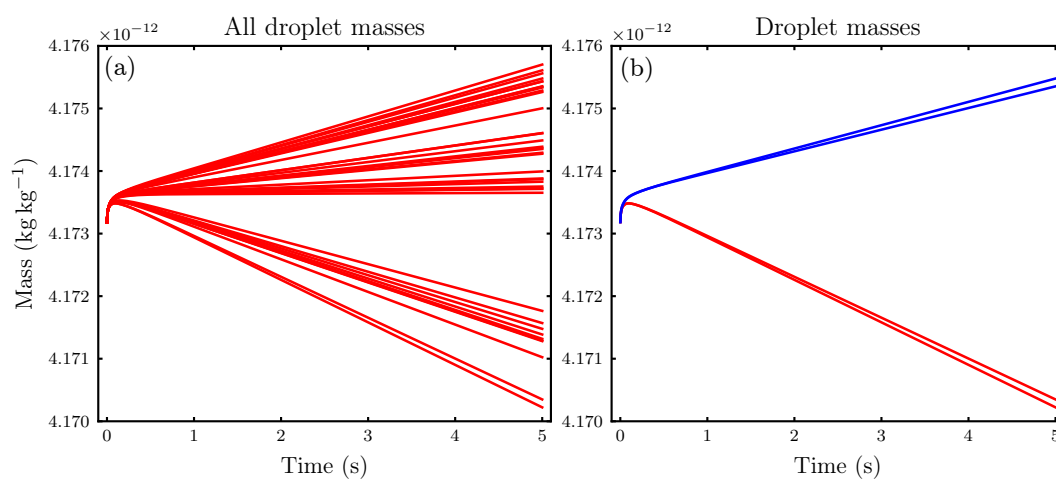 All droplet masses
×10⁻¹²
(a)
4.176
4.175
4.174
4.173
4.172
4.171
4.170
Mass (kg kg⁻¹)
0 1 2 3 4 5
Time (s)
Droplet masses
×10⁻¹²
(b)
4.176
4.175
4.174
4.173
4.172
4.171
4.170
0 1 2 3 4 5
Time (s)